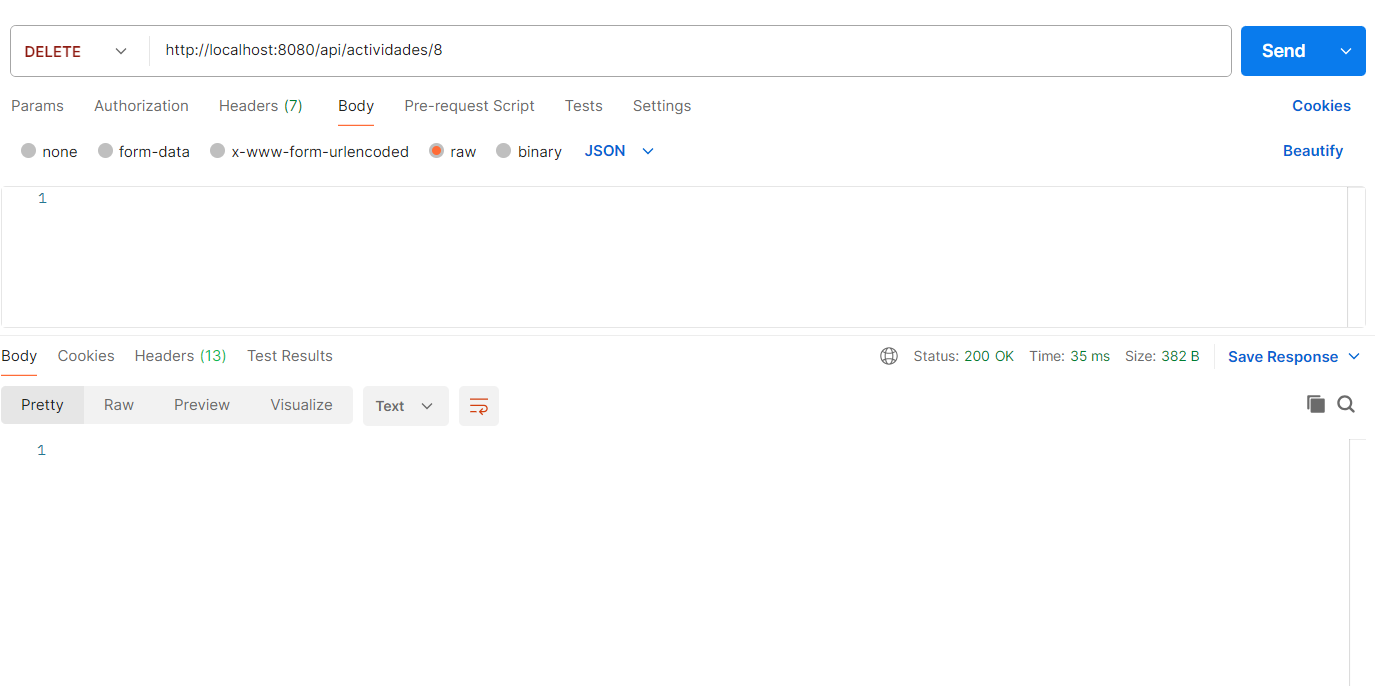 DELETE http://localhost:8080/api/actividades/8 Send
Params Authorization Headers (7) Body Pre-request Script Tests Settings Cookies
none form-data x-www-form-urlencoded raw binary JSON Beautify
1
Body Cookies Headers (13) Test Results Status: 200 OK Time: 35 ms Size: 382 B Save Response
Pretty Raw Preview Visualize Text
1